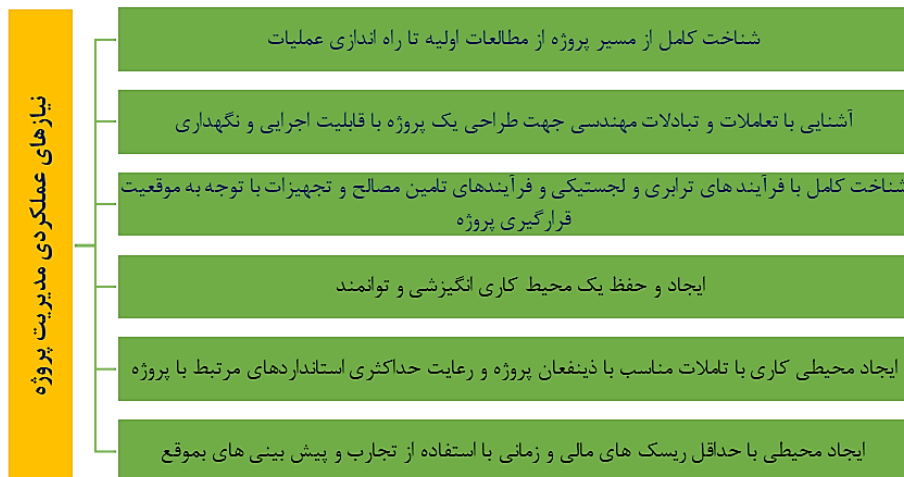 نیازهای عملکردی مدیریت پروژه
شناخت کامل از مسیر پروژه از مطالعات اولیه تا راه اندازی عملیات
آشنایی با تعاملات و تبادلات مهندسی جهت طراحی یک پروژه با قابلیت اجرایی و نگهداری
شناخت کامل با فرآیند های ترابری و لجستیکی و فرآیندهای تامین مصالح و تجهیزات با توجه به موقعیت
قرارگیری پروژه
ایجاد و حفظ یک محیط کاری انگیزشی و توانمند
ایجاد محیطی کاری با تاملات مناسب با ذینفعان پروژه و رعایت حداکثری استانداردهای مرتبط با پروژه
ایجاد محیطی با حداقل ریسک های مالی و زمانی با استفاده از تجارب و پیش بینی های بموقع